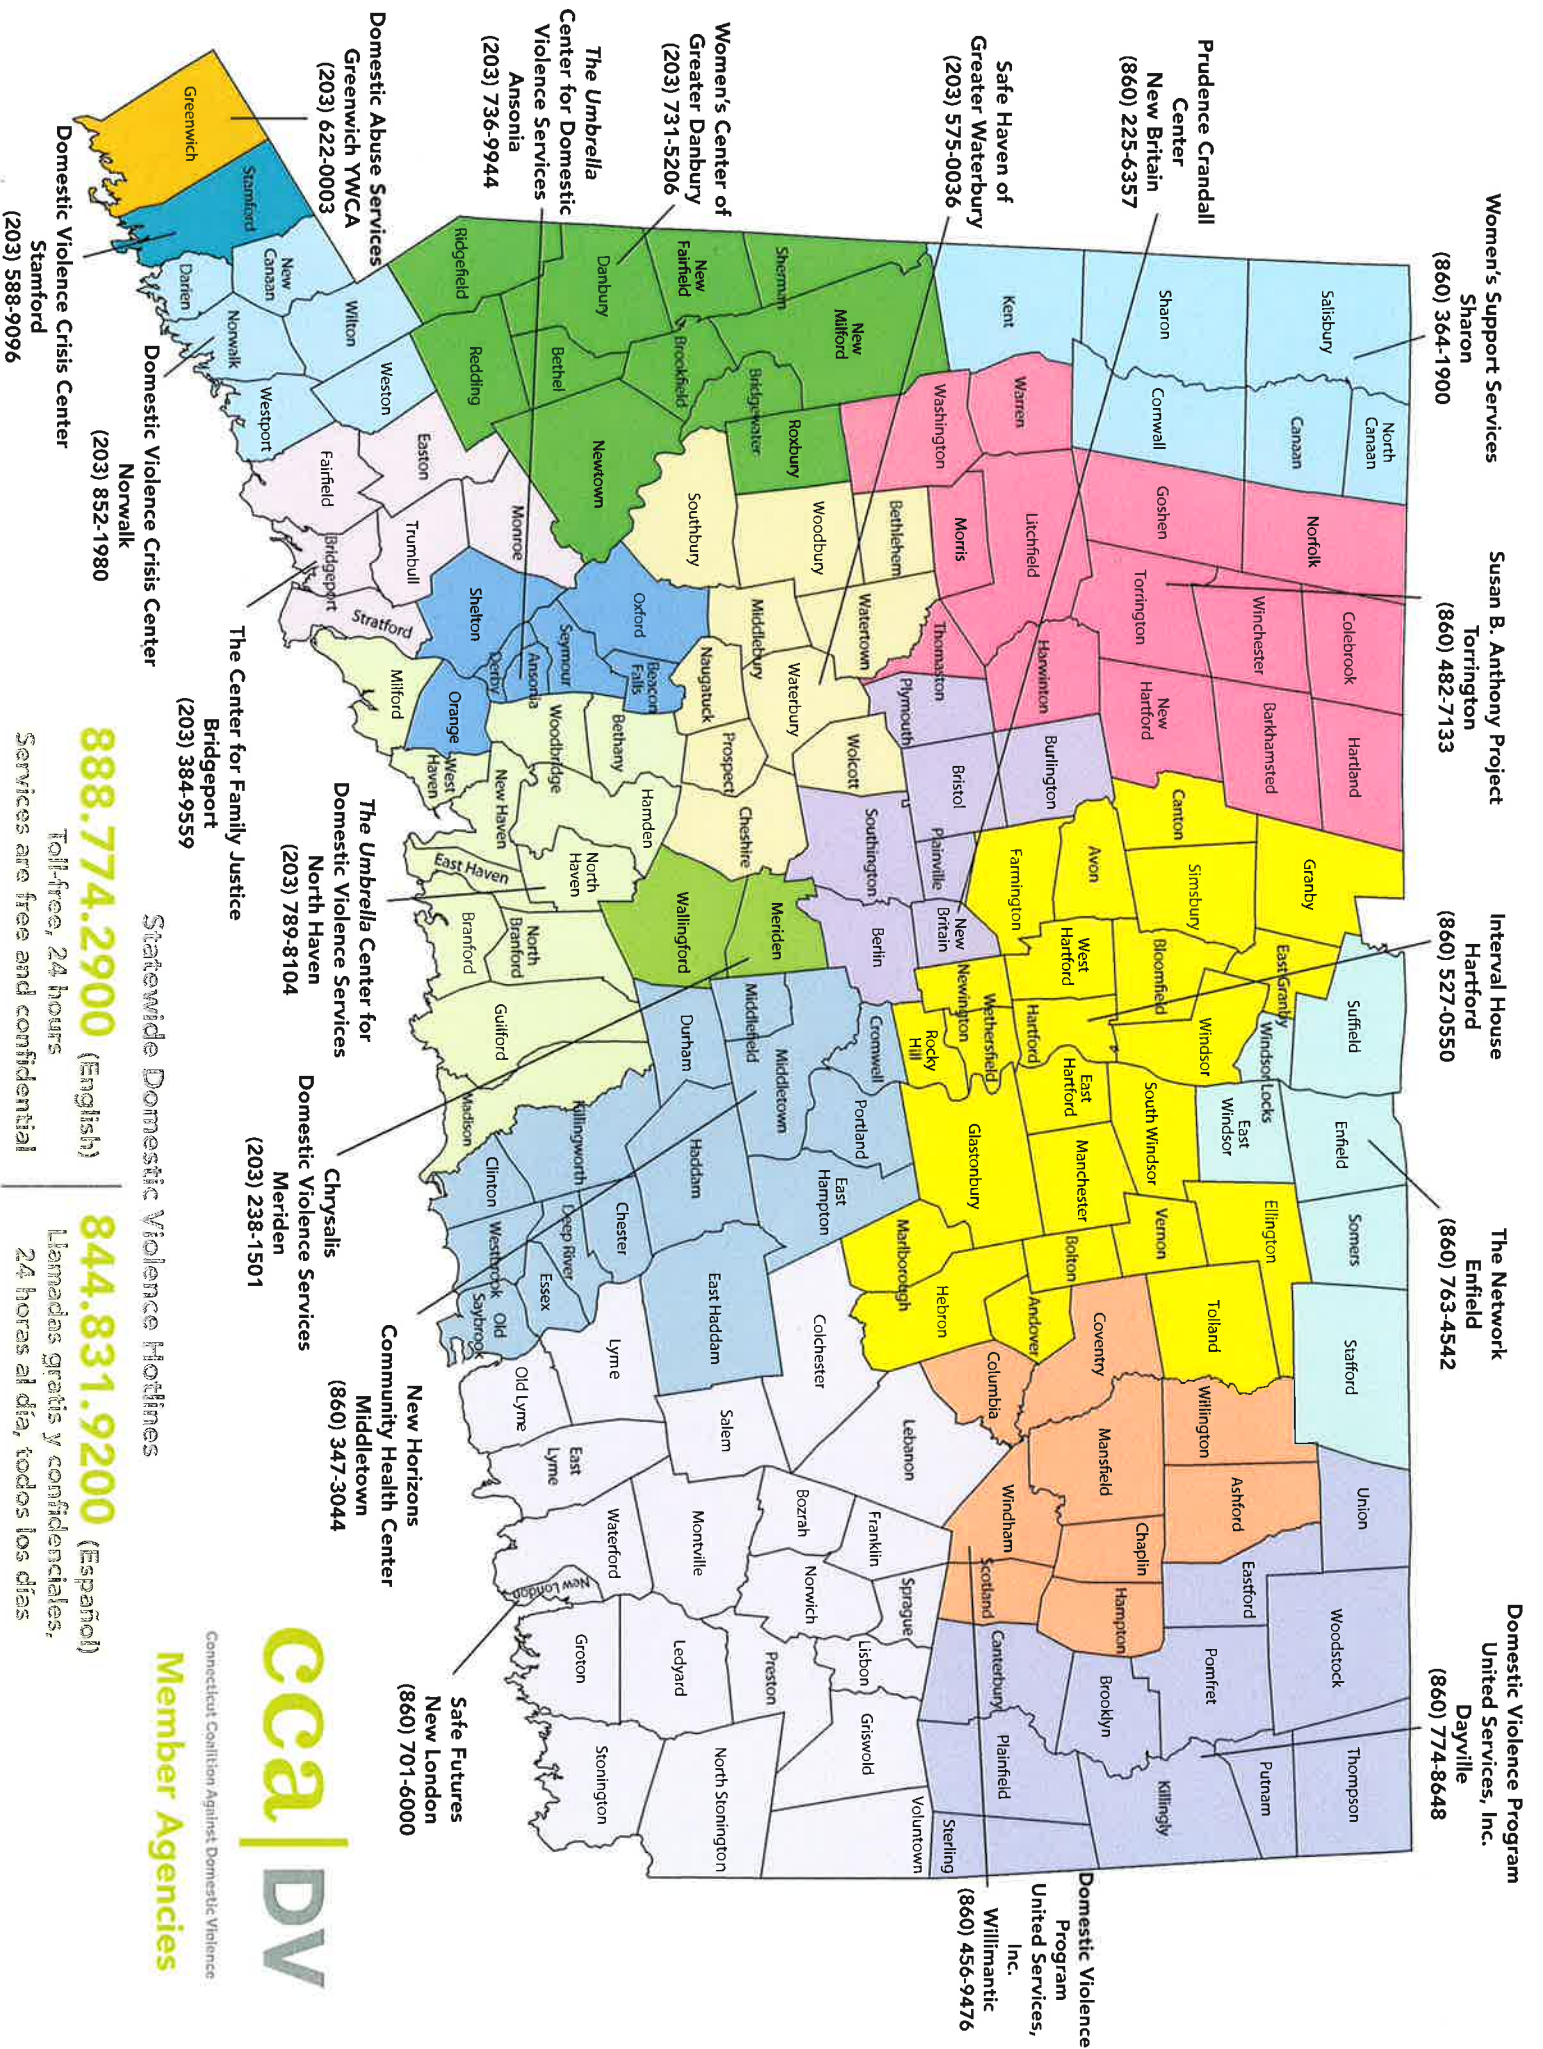 Women's Support Services
Sharon
(860) 364-1900
Susan B. Anthony Project
Torrington
(860) 482-7133
Interval House
Hartford
(860) 527-0550
The Network
Enfield
(860) 763-4542
Domestic Violence Program
United Services, Inc.
Dayville
(860) 774-8648
Prudence Crandall
Center
New Britain
(860) 225-6357
Safe Haven of
Greater Waterbury
(203) 575-0036
Women's Center of
Greater Danbury
(203) 731-5206
The Umbrella
Center for Domestic
Violence Services
Ansonia
(203) 736-9944
Domestic Abuse Services
Greenwich YWCA
(203) 622-0003
Domestic Violence Crisis Center
Stamford
(203) 588-9096
Domestic Violence Crisis Center
Norwalk
(203) 852-1980
The Center for Family Justice
Bridgeport
(203) 384-9559
The Umbrella Center for
Domestic Violence Services
North Haven
(203) 789-8104
Chrysalis
Domestic Violence Services
Meriden
(203) 238-1501
New Horizons
Community Health Center
Middletown
(860) 347-3044
Safe Futures
New London
(860) 701-6000
Domestic Violence
Program
United Services,
Inc.
Willimantic
(860) 456-9476
Salisbury
North
Canaan
Canaan
Norfolk
Colebrook
Hartland
Granby
Suffield
Enfield
Somers
Stafford
Union
Woodstock
Thompson
Sharon
Cornwall
Goshen
Torrington
Winchester
Barkhamsted
New
Hartford
Canton
Simsbury
East Granby
Windsor Locks
East
Windsor
Windsor
Bloomfield
South Windsor
Ellington
Vernon
Tolland
Willington
Ashford
Eastford
Pomfret
Putnam
Killingly
Kent
Warren
Litchfield
Harwinton
Burlington
Avon
Farmington
West
Hartford
Hartford
East
Hartford
Manchester
Bolton
Andover
Coventry
Mansfield
Chaplin
Hampton
Brooklyn
Washington
Morris
Thomaston
Plymouth
Bristol
Plainville
New
Britain
Newington
Wethersfield
Rocky
Hill
Glastonbury
Marlborough
Hebron
Columbia
Windham
Scotland
Canterbury
Plainfield
Sterling
New
Milford
Bethlehem
Watertown
Wolcott
Southington
Berlin
Cromwell
Portland
East
Hampton
Colchester
Lebanon
Franklin
Sprague
Lisbon
Griswold
Voluntown
Sherman
Bridgewater
Roxbury
Woodbury
Middlebury
Waterbury
Prospect
Cheshire
Meriden
Middlefield
Middletown
Bozrah
Norwich
Preston
North Stonington
New
Fairfield
Brookfield
Southbury
Naugatuck
Wallingford
Durham
Haddam
East Haddam
Salem
Montville
Ledyard
Danbury
Bethel
Newtown
Oxford
Beacon
Falls
Bethany
Hamden
North
Haven
Killingworth
Chester
Deep River
Essex
Lyme
East
Lyme
Waterford
New London
Groton
Stonington
Ridgefield
Redding
Monroe
Shelton
Seymour
Ansonia
Derby
Woodbridge
New Haven
East Haven
North
Branford
Branford
Guilford
Madison
Clinton
Westbrook
Old
Saybrook
Old Lyme
Easton
Trumbull
Stratford
Milford
Orange
West
Haven
Weston
Fairfield
Bridgeport
Wilton
Westport
New
Canaan
Norwalk
Darien
Stamford
Greenwich
Statewide Domestic Violence Hotlines
888.774.2900 (English)
Toll-free, 24 hours
Services are free and confidential
844.831.9200 (Español)
Llamadas gratis y confidenciales,
24 horas al día, todos los días
cca|DV
Connecticut Coalition Against Domestic Violence
Member Agencies